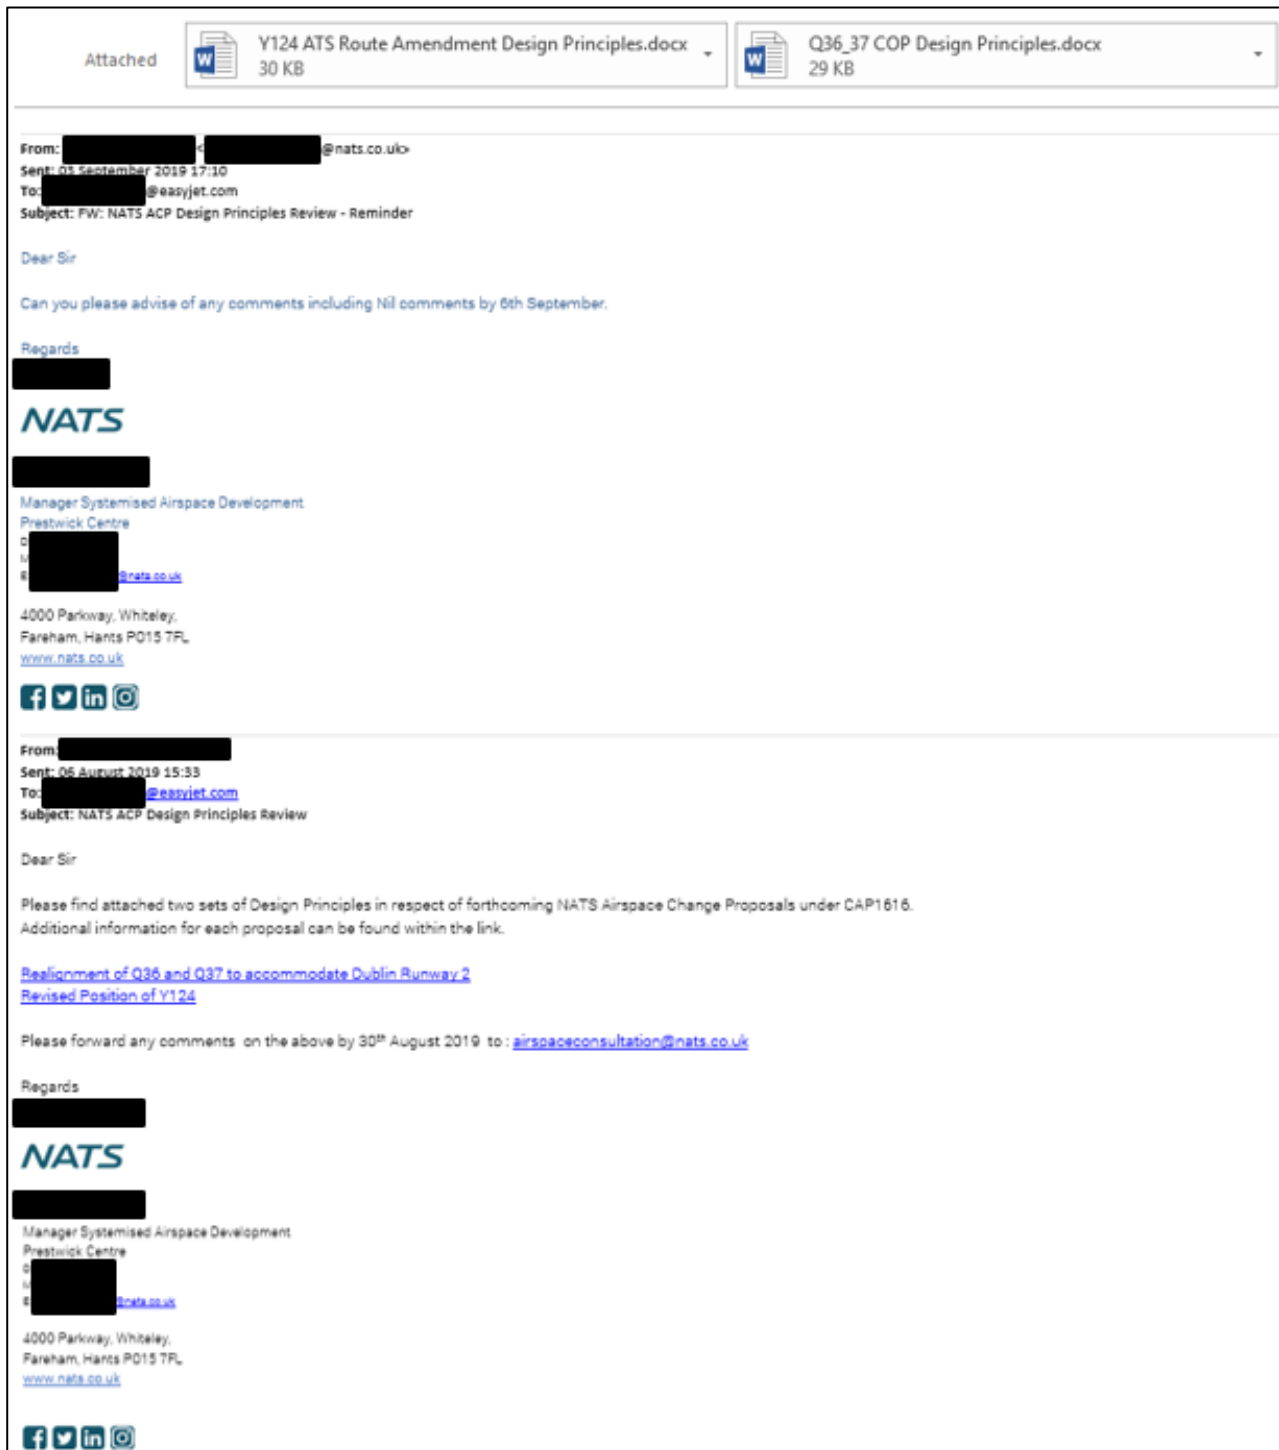 Attached
Y124 ATS Route Amendment Design Principles.docx
30 KB
Q36_37 COP Design Principles.docx
29 KB
From: < @nats.co.uk>
Sent: 03 September 2019 17:10
To: @easyjet.com
Subject: FW: NATS ACP Design Principles Review - Reminder
Dear Sir
Can you please advise of any comments including Nil comments by 6th September.
Regards
NATS
Manager Systemised Airspace Development
Prestwick Centre
D
M
E @nats.co.uk
4000 Parkway, Whiteley,
Fareham, Hants PO15 7FL
www.nats.co.uk
From:
Sent: 06 August 2019 15:33
To: @easyjet.com
Subject: NATS ACP Design Principles Review
Dear Sir
Please find attached two sets of Design Principles in respect of forthcoming NATS Airspace Change Proposals under CAP1616.
Additional information for each proposal can be found within the link.
Realignment of Q36 and Q37 to accommodate Dublin Runway 2
Revised Position of Y124
Please forward any comments on the above by 30th August 2019 to : airspaceconsultation@nats.co.uk
Regards
NATS
Manager Systemised Airspace Development
Prestwick Centre
D
M
E @nats.co.uk
4000 Parkway, Whiteley,
Fareham, Hants PO15 7FL
www.nats.co.uk